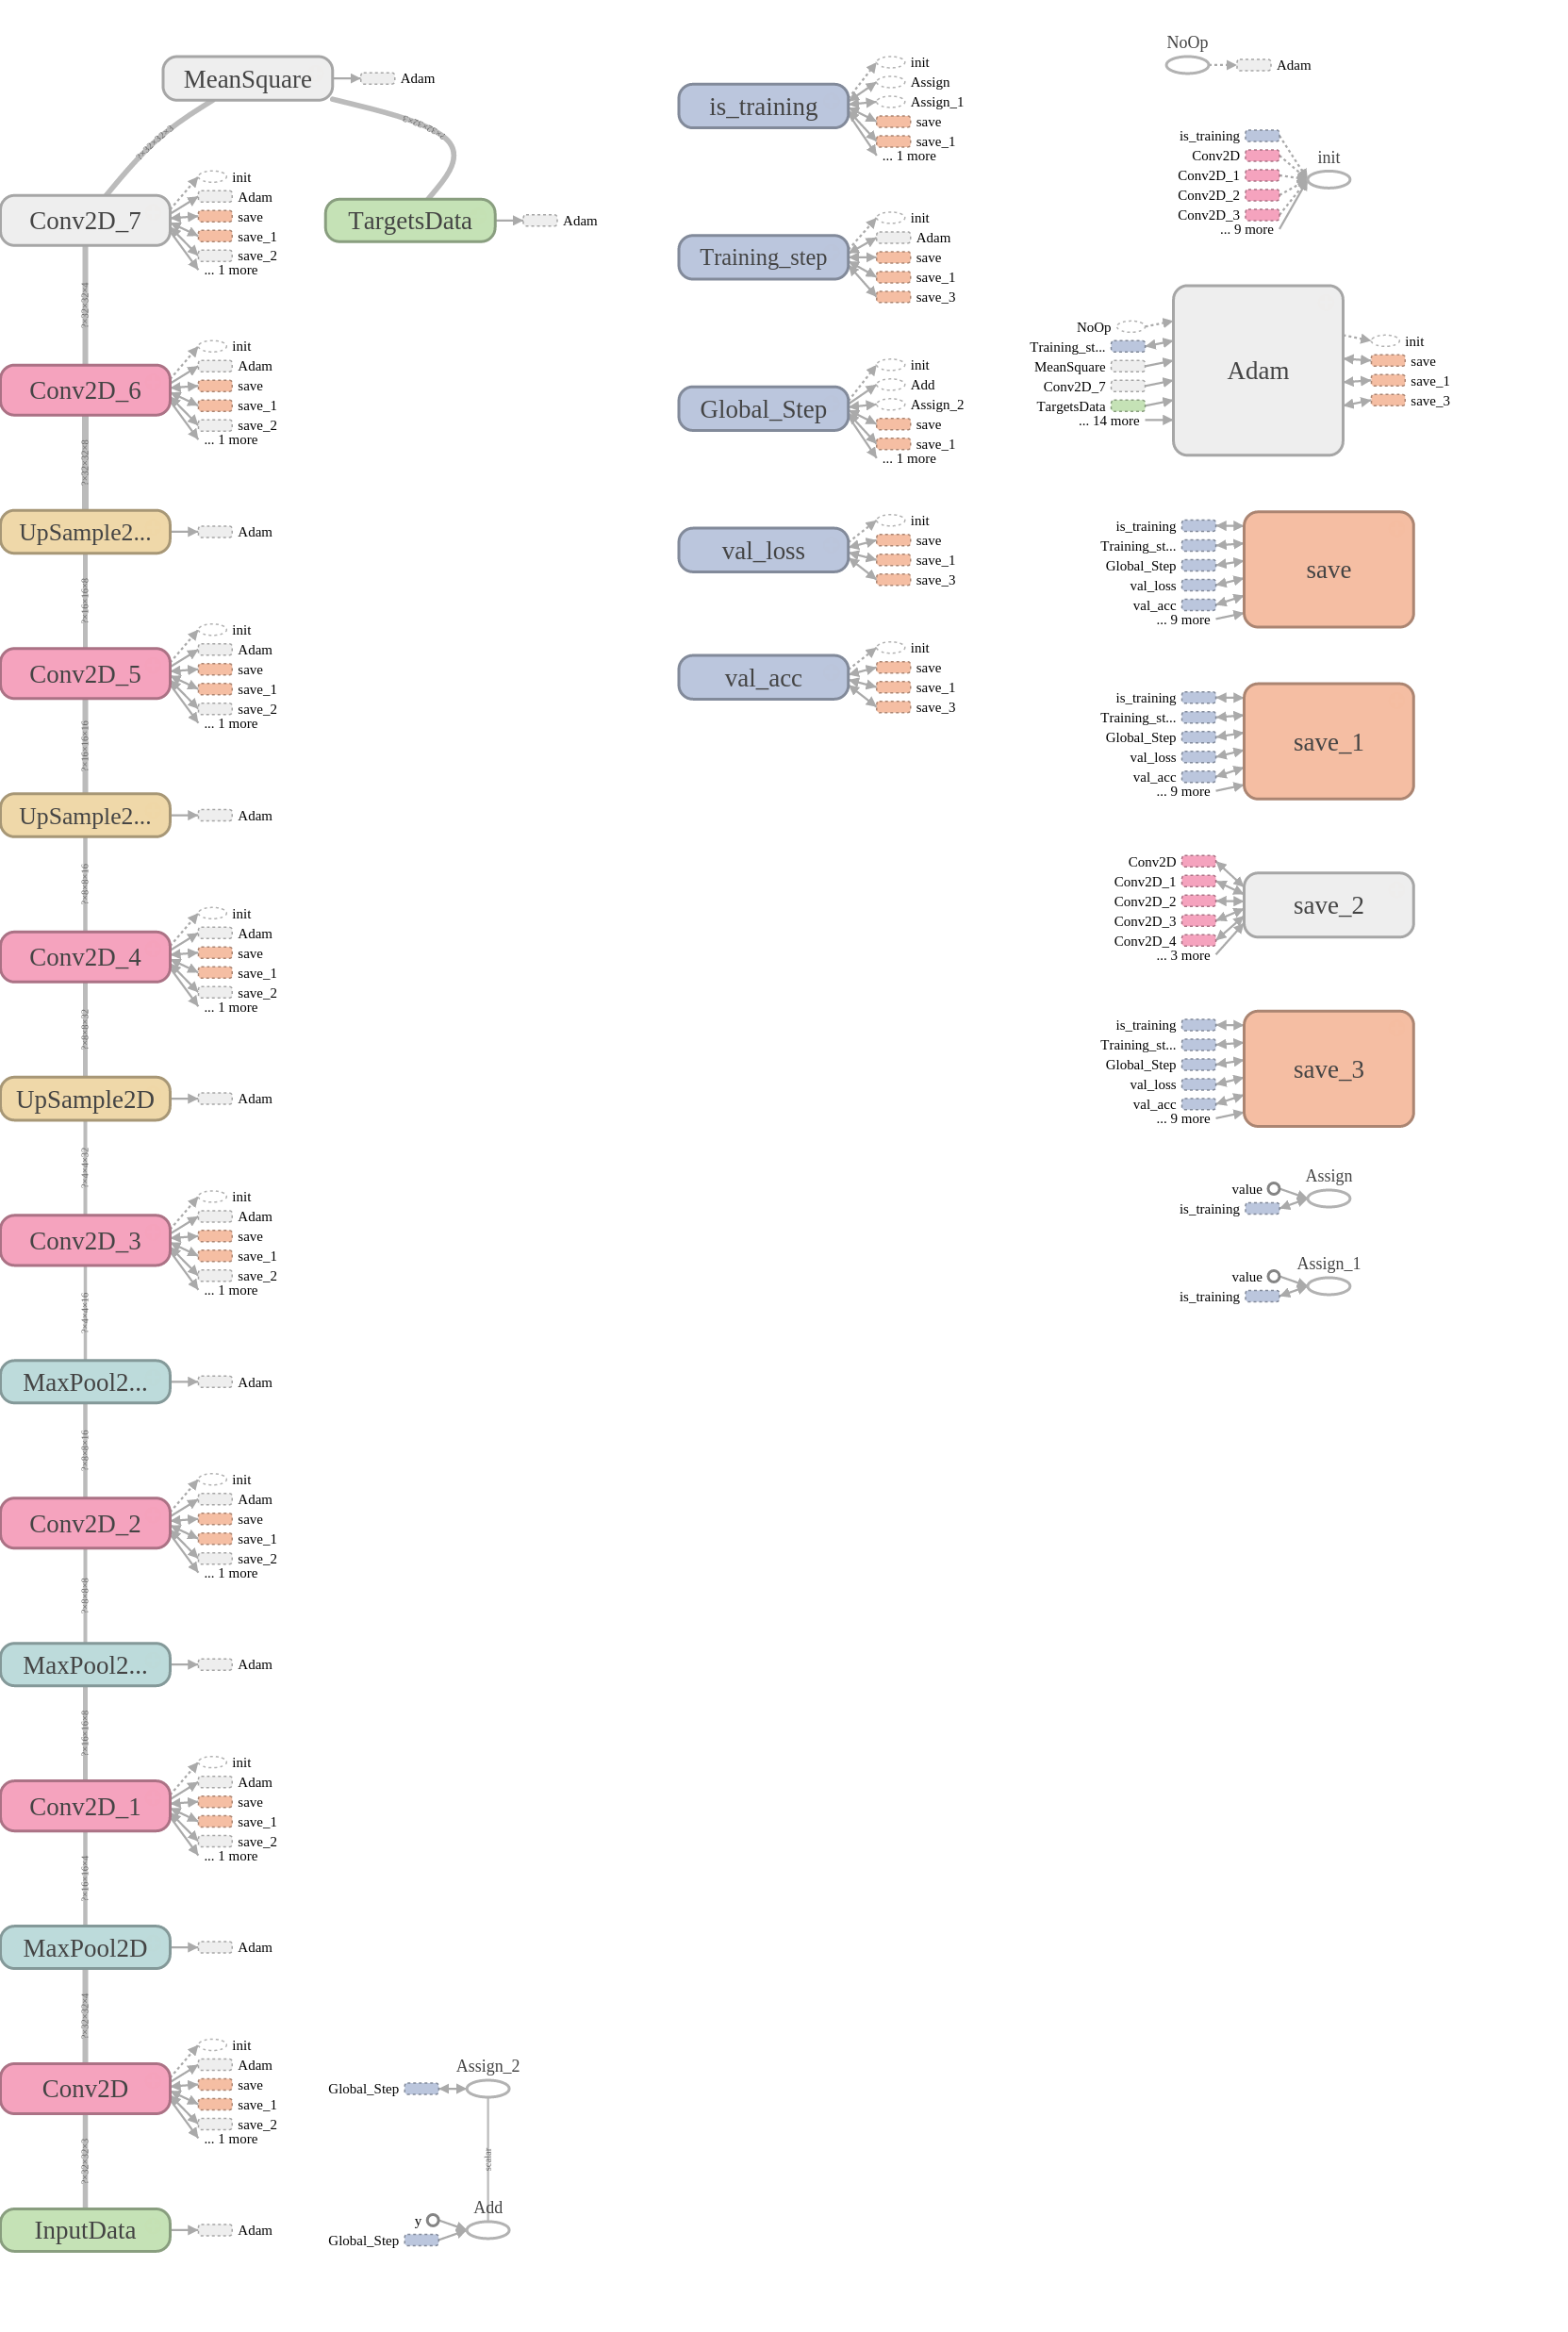 MeanSquare
Adam
?×32×32×3
?×32×32×3
Conv2D_7
init
Adam
save
save_1
save_2
... 1 more
TargetsData
Adam
?×32×32×4
Conv2D_6
init
Adam
save
save_1
save_2
... 1 more
?×32×32×8
UpSample2...
Adam
?×16×16×8
Conv2D_5
init
Adam
save
save_1
save_2
... 1 more
?×16×16×16
UpSample2...
Adam
?×8×8×16
Conv2D_4
init
Adam
save
save_1
save_2
... 1 more
?×8×8×32
UpSample2D
Adam
?×4×4×32
Conv2D_3
init
Adam
save
save_1
save_2
... 1 more
?×4×4×16
MaxPool2...
Adam
?×8×8×16
Conv2D_2
init
Adam
save
save_1
save_2
... 1 more
?×8×8×8
MaxPool2...
Adam
?×16×16×8
Conv2D_1
init
Adam
save
save_1
save_2
... 1 more
?×16×16×4
MaxPool2D
Adam
?×32×32×4
Conv2D
init
Adam
save
save_1
save_2
... 1 more
?×32×32×3
InputData
Adam
Assign_2
Global_Step
scalar
Add
y
Global_Step
is_training
init
Assign
Assign_1
save
save_1
... 1 more
Training_step
init
Adam
save
save_1
save_3
Global_Step
init
Add
Assign_2
save
save_1
... 1 more
val_loss
init
save
save_1
save_3
val_acc
init
save
save_1
save_3
NoOp
Adam
is_training
Conv2D
Conv2D_1
Conv2D_2
Conv2D_3
... 9 more
init
NoOp
Training_st...
MeanSquare
Conv2D_7
TargetsData
... 14 more
Adam
init
save
save_1
save_3
is_training
Training_st...
Global_Step
val_loss
val_acc
... 9 more
save
is_training
Training_st...
Global_Step
val_loss
val_acc
... 9 more
save_1
Conv2D
Conv2D_1
Conv2D_2
Conv2D_3
Conv2D_4
... 3 more
save_2
is_training
Training_st...
Global_Step
val_loss
val_acc
... 9 more
save_3
Assign
value
is_training
Assign_1
value
is_training